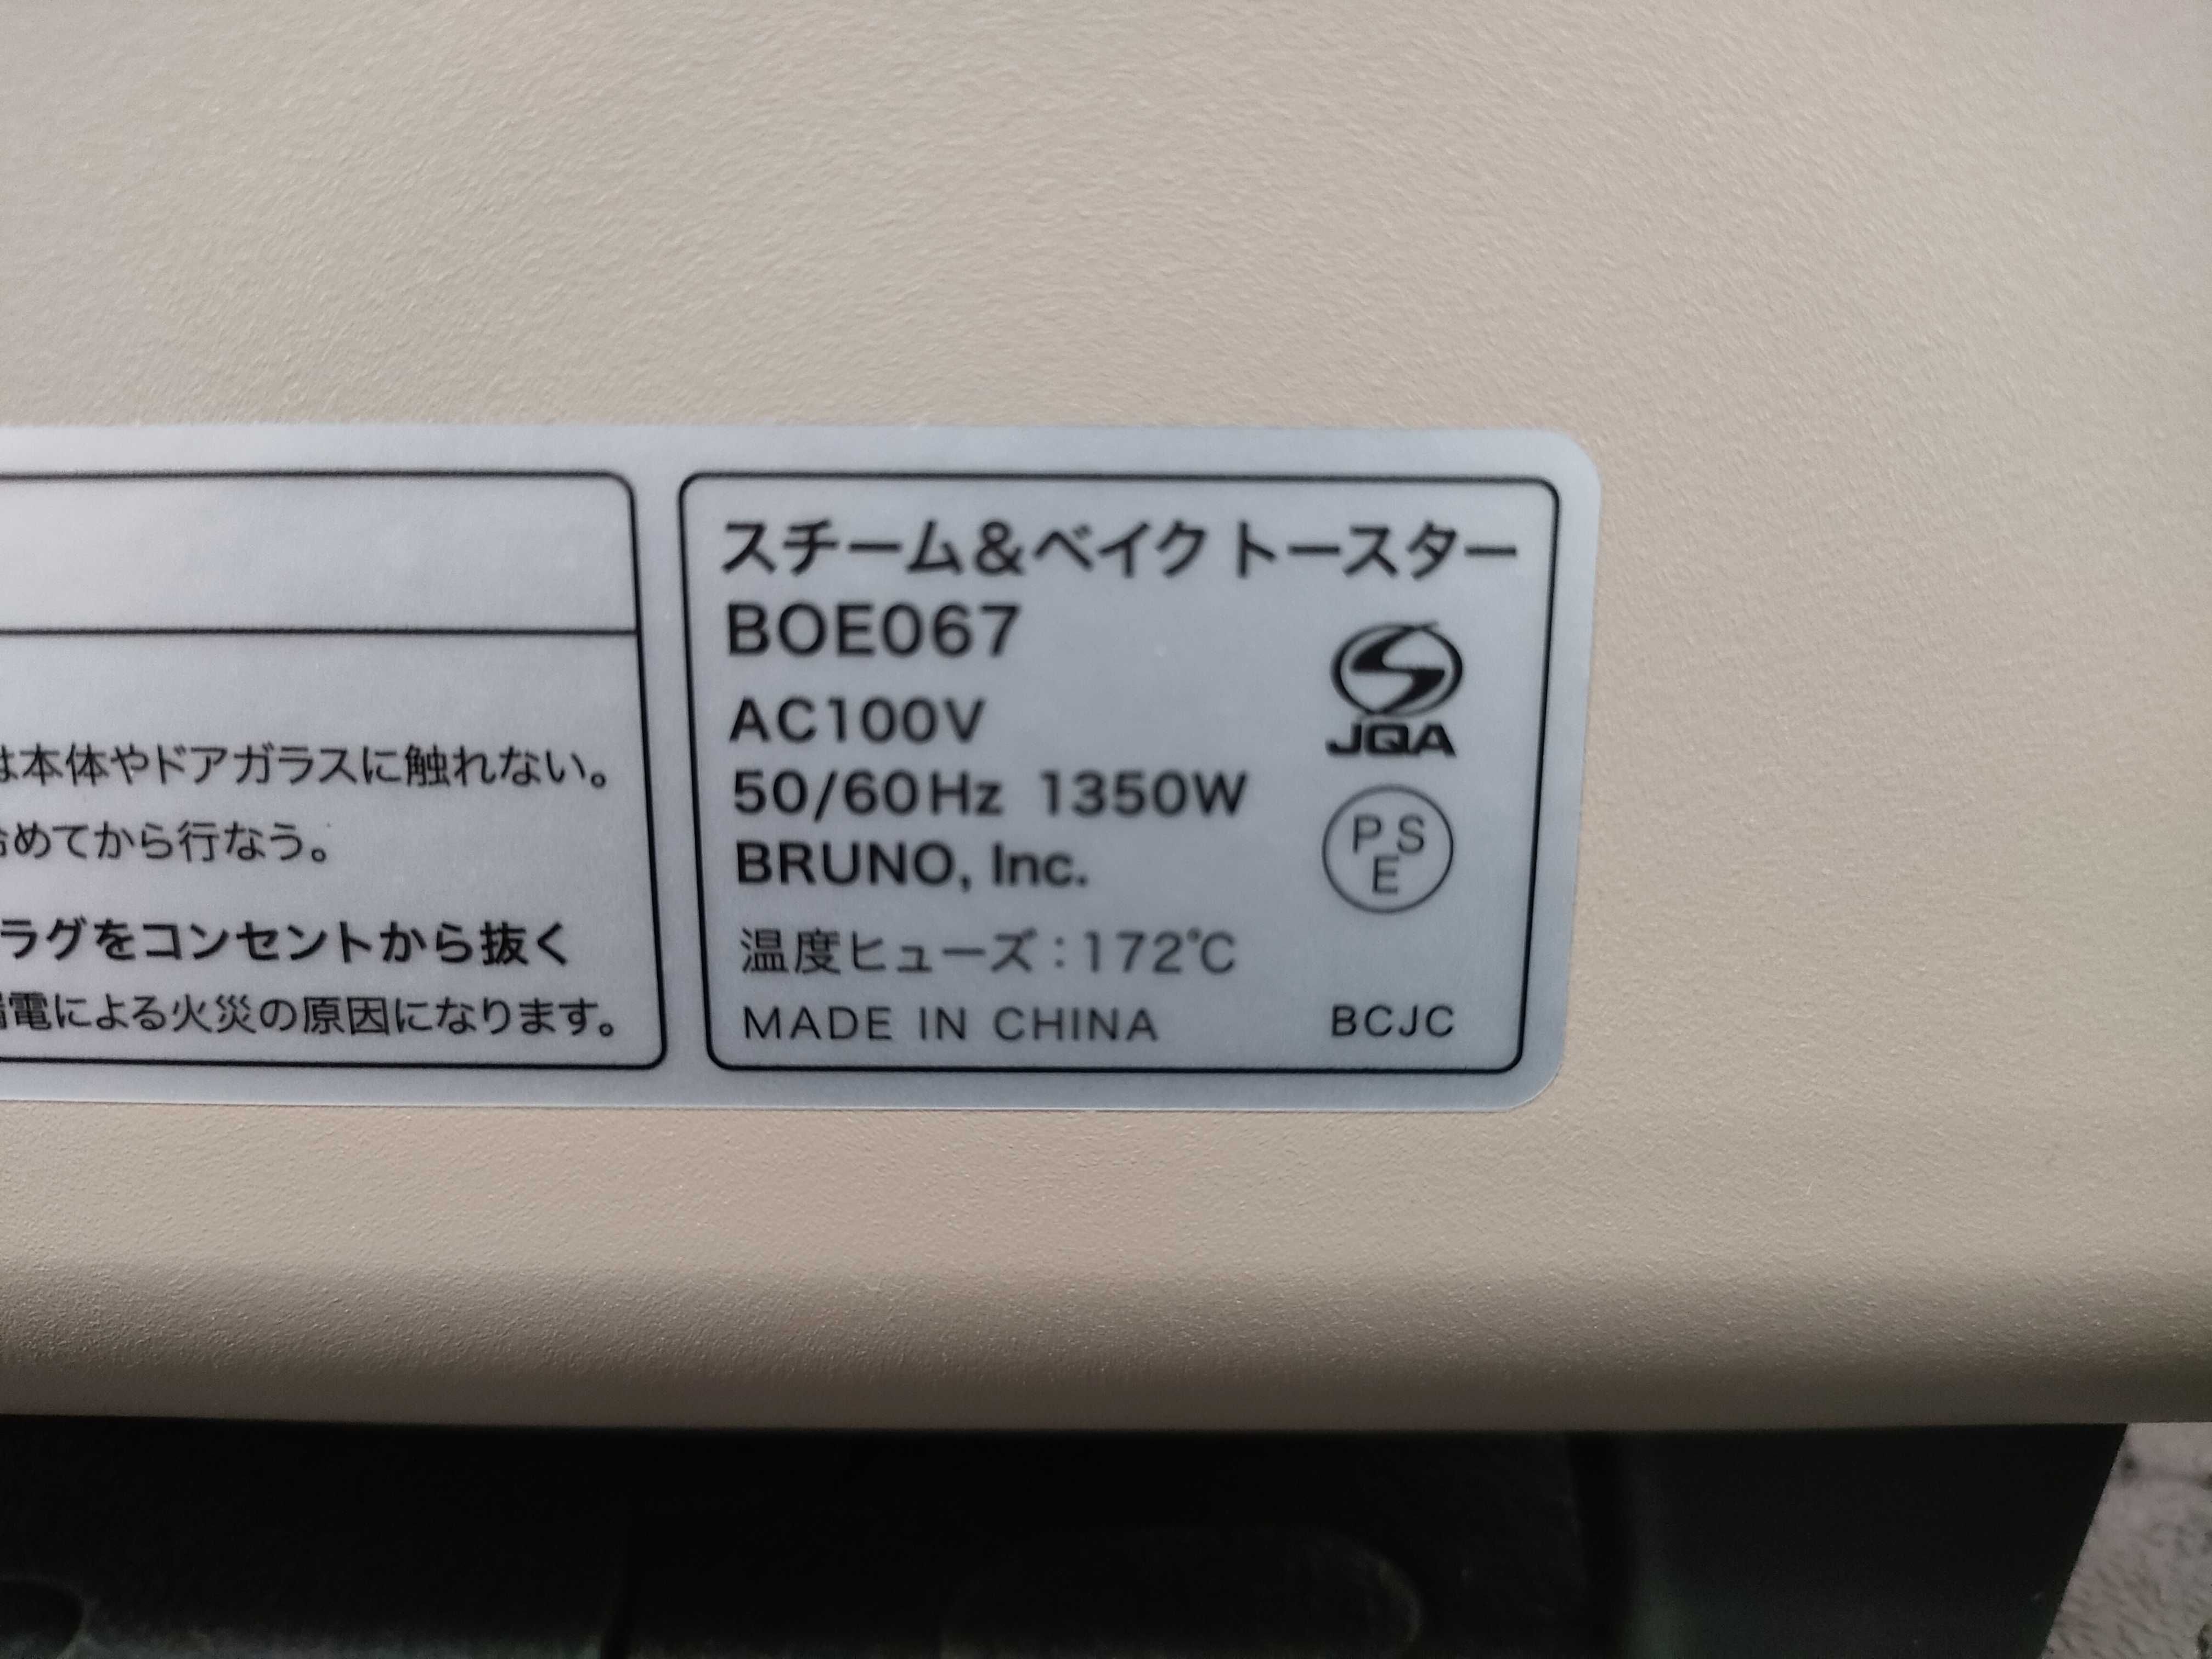 は本体やドアガラスに触れない。
めてから行なう。
ラグをコンセントから抜く
電による火災の原因になります。
スチーム&ベイク トースター
BOE067
AC100V
50/60Hz 1350W
BRUNO, Inc.
温度ヒューズ：172℃
MADE IN CHINA
JQA
PSE
BCJC